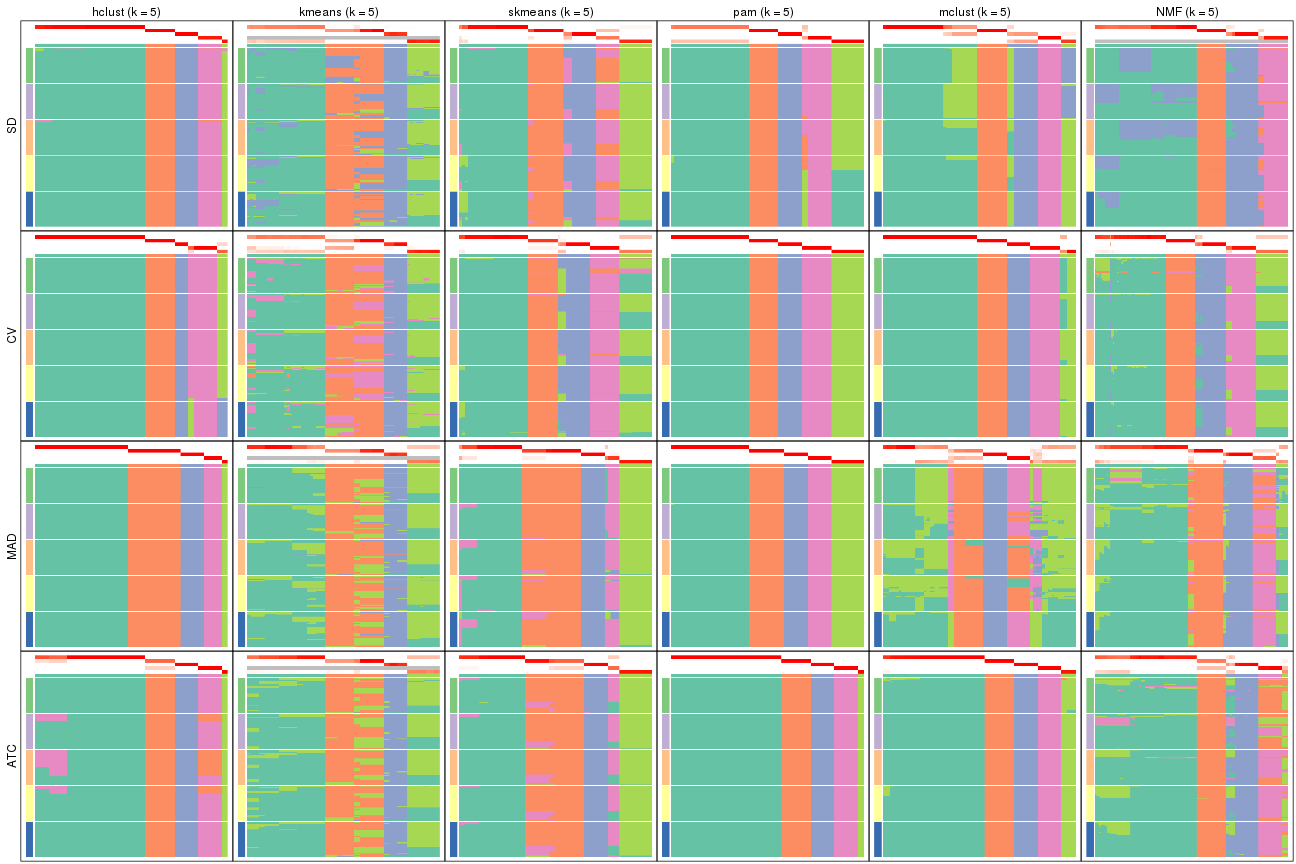 hclust (k = 5) kmeans (k = 5) skmeans (k = 5) pam (k = 5) mclust (k = 5) NMF (k = 5)
SD
CV
MAD
ATC